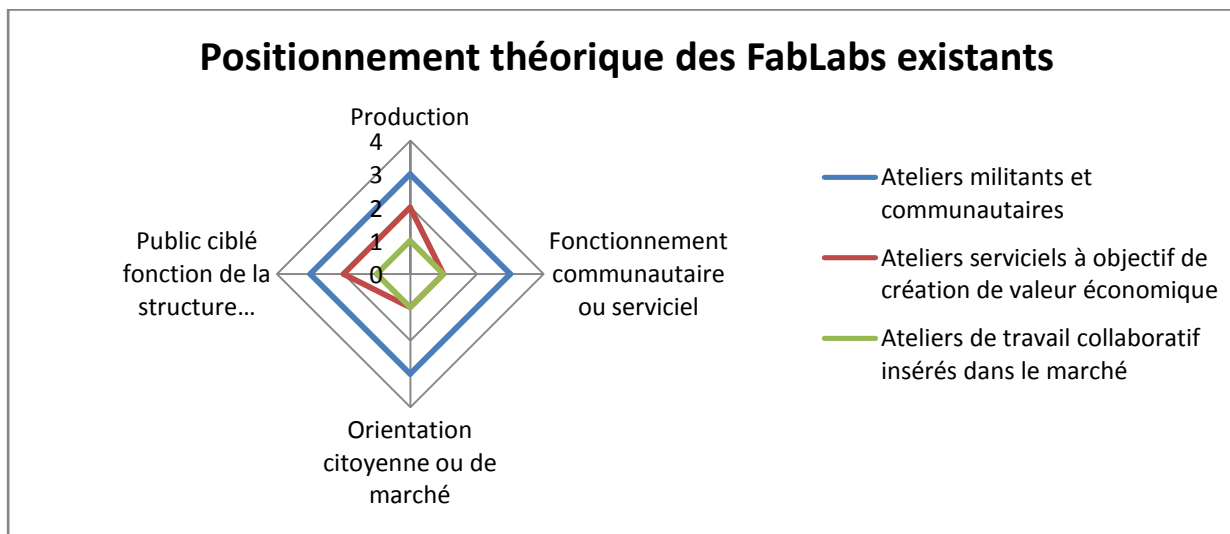 Positionnement théorique des FabLabs existants
Production
4
3
2
1
0
Public ciblé
fonction de la
structure…
Fonctionnement
communautaire
ou serviciel
Orientation
citoyenne ou de
marché
Ateliers militants et
communautaires
Ateliers serviciels à objectif de
création de valeur économique
Ateliers de travail collaboratif
insérés dans le marché